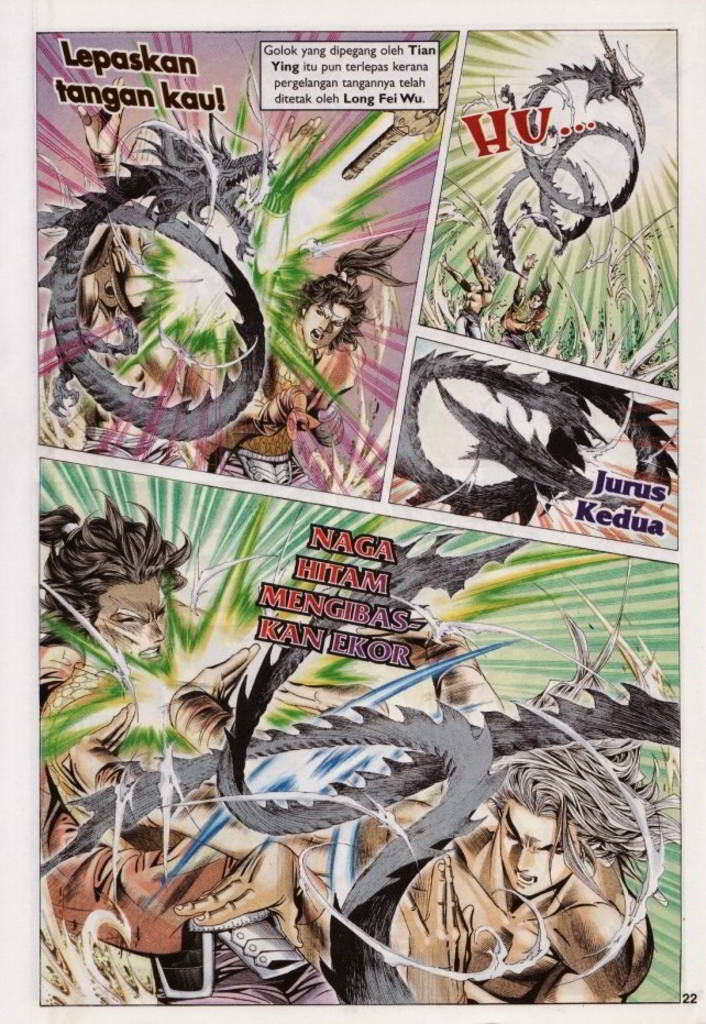 Lepaskan
tangan kau!
Golok yang dipegang oleh Tian
Ying itu pun terlepas kerana
pergelangan tangannya telah
ditetak oleh Long Fei Wu.
HU...
Jurus
Kedua
NAGA
HITAM
MENGIBAS-
KAN EKOR
22